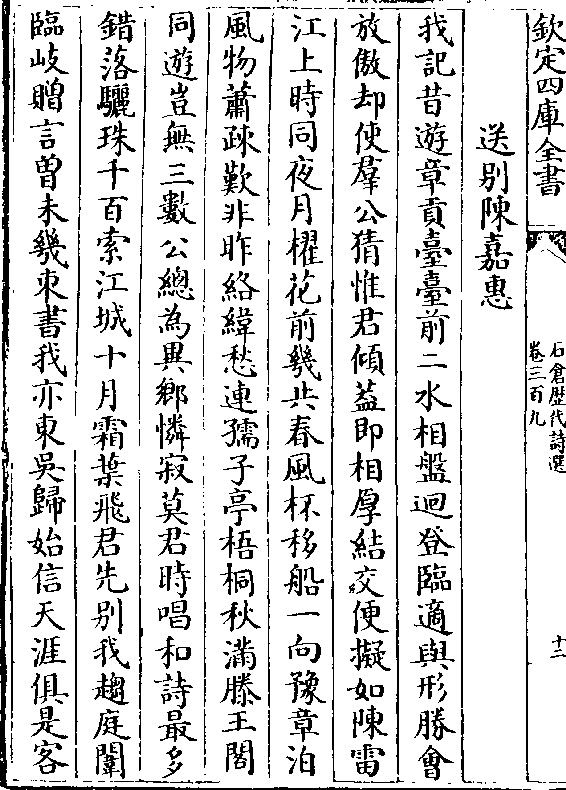 欽定四庫全書
石倉歷代詩選
卷三百九
十二
送别陳嘉惠
我記昔遊章貢臺臺前二水相盤迴登臨適與形勝會
放傲却使羣公猜惟君傾葢即相厚結交便擬如陳雷
江上時同夜月櫂花前幾共春風杯移船一向豫章泊
風物蕭疎歎非昨絡緯愁連孺子亭梧桐秋滿滕王閣
同遊豈無三數公總為異鄉憐寂莫君時唱和詩最多
錯落驪珠千百索江城十月霜葉飛君先别我趨庭闈
臨岐贈言曽未幾束書我亦東吳歸始信天涯俱是客